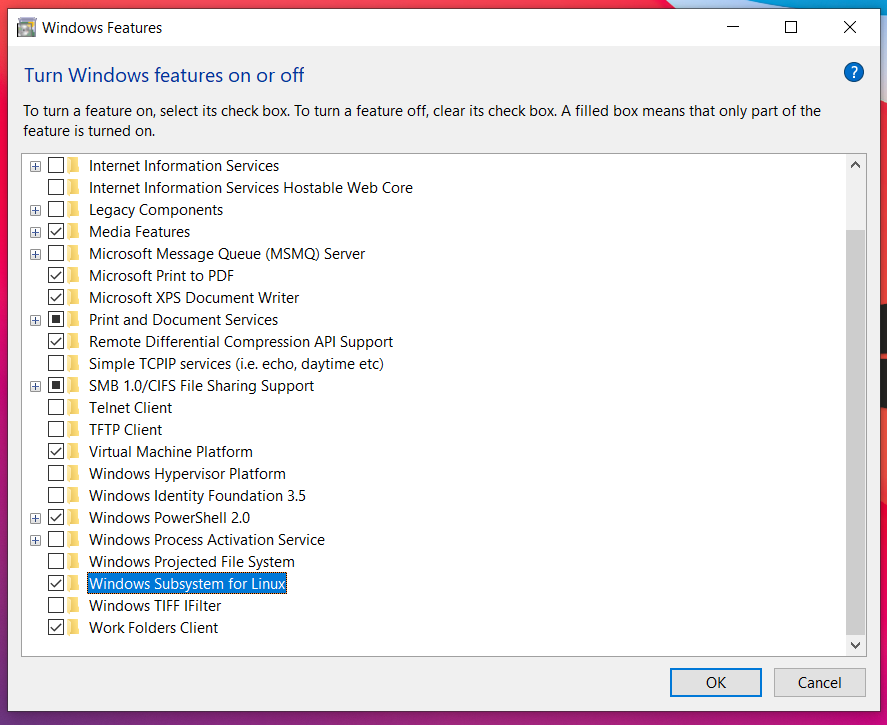 Windows Features
Turn Windows features on or off
?
To turn a feature on, select its check box. To turn a feature off, clear its check box. A filled box means that only part of the
feature is turned on.
Internet Information Services
Internet Information Services Hostable Web Core
Legacy Components
Media Features
Microsoft Message Queue (MSMQ) Server
Microsoft Print to PDF
Microsoft XPS Document Writer
Print and Document Services
Remote Differential Compression API Support
Simple TCPIP services (i.e. echo, daytime etc)
SMB 1.0/CIFS File Sharing Support
Telnet Client
TFTP Client
Virtual Machine Platform
Windows Hypervisor Platform
Windows Identity Foundation 3.5
Windows PowerShell 2.0
Windows Process Activation Service
Windows Projected File System
Windows Subsystem for Linux
Windows TIFF IFilter
Work Folders Client
OK Cancel